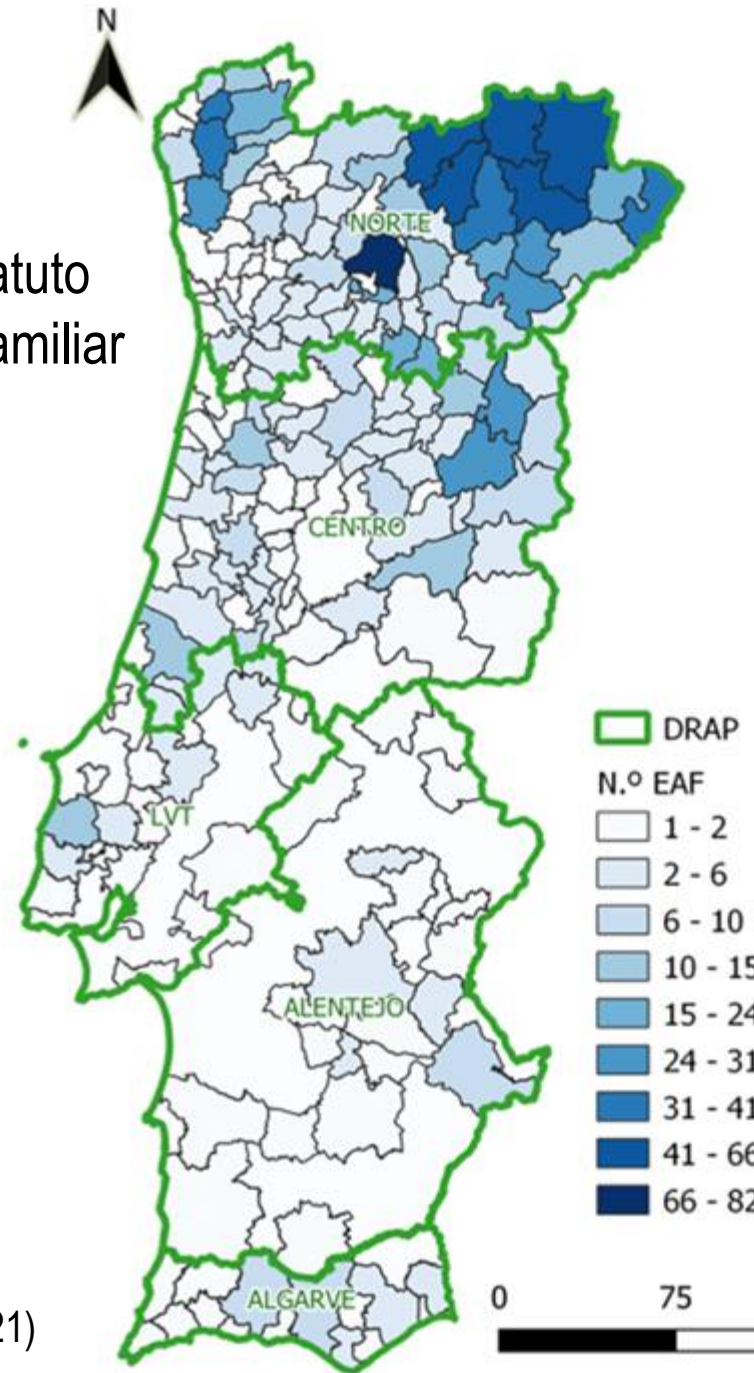 N
atuto
amiliar
NORTE
CENTRO
LVT
ALENTEJO
ALGARVE
DRAP
N.º EAF
1 - 2
2 - 6
6 - 10
10 - 15
15 - 24
24 - 31
31 - 41
41 - 66
66 - 82
0 75
21)